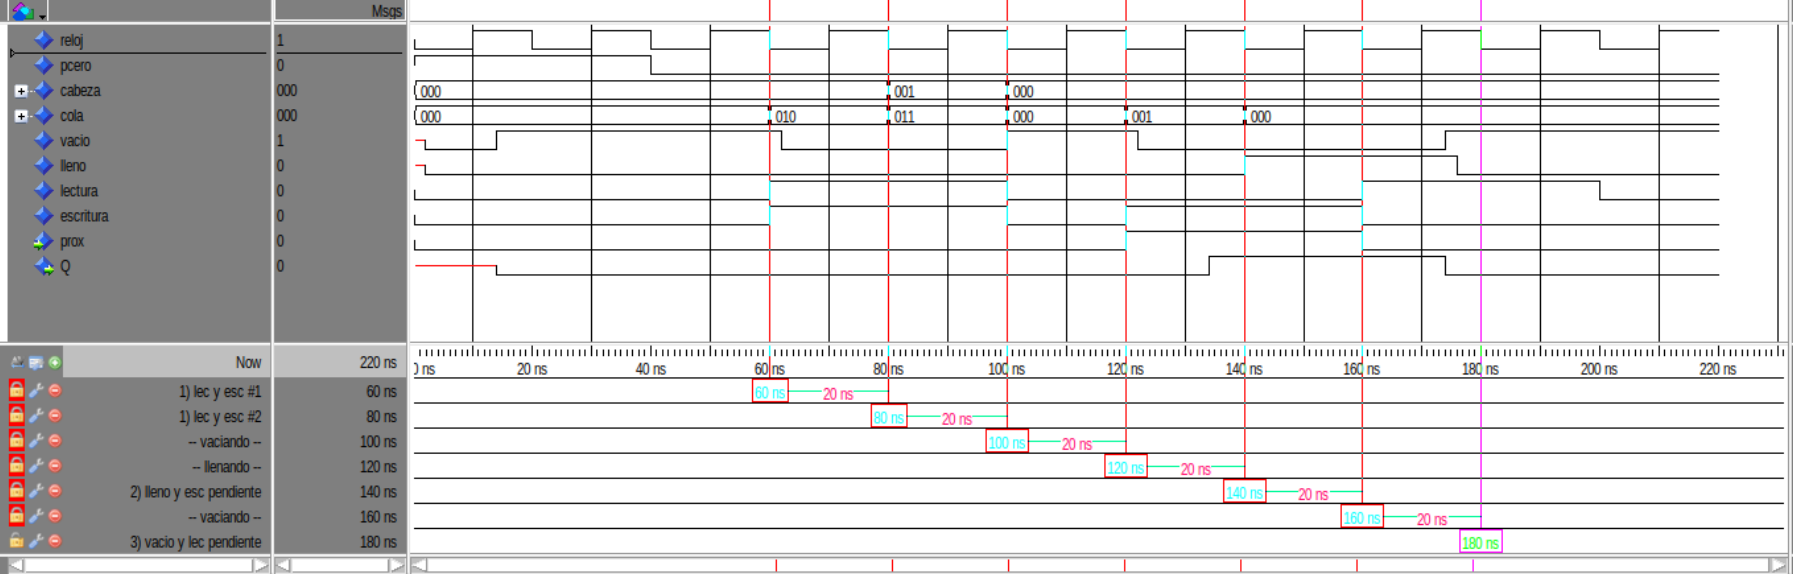 Msgs
reloj 1
pcero 0
cabeza 000 000 001 000
cola 000 000 010 011 000 001 000
vacio 1
lleno 0
lectura 0
escritura 0
prox 0
Q 0
Now 220 ns 0 ns 20 ns 40 ns 60 ns 80 ns 100 ns 120 ns 140 ns 160 ns 180 ns 200 ns 220 ns
1) lec y esc #1 60 ns 60 ns 20 ns
1) lec y esc #2 80 ns 80 ns 20 ns
-- vaciando -- 100 ns 100 ns 20 ns
-- llenando -- 120 ns 120 ns 20 ns
2) lleno y esc pendiente 140 ns 140 ns 20 ns
-- vaciando -- 160 ns 160 ns 20 ns
3) vacio y lec pendiente 180 ns 180 ns